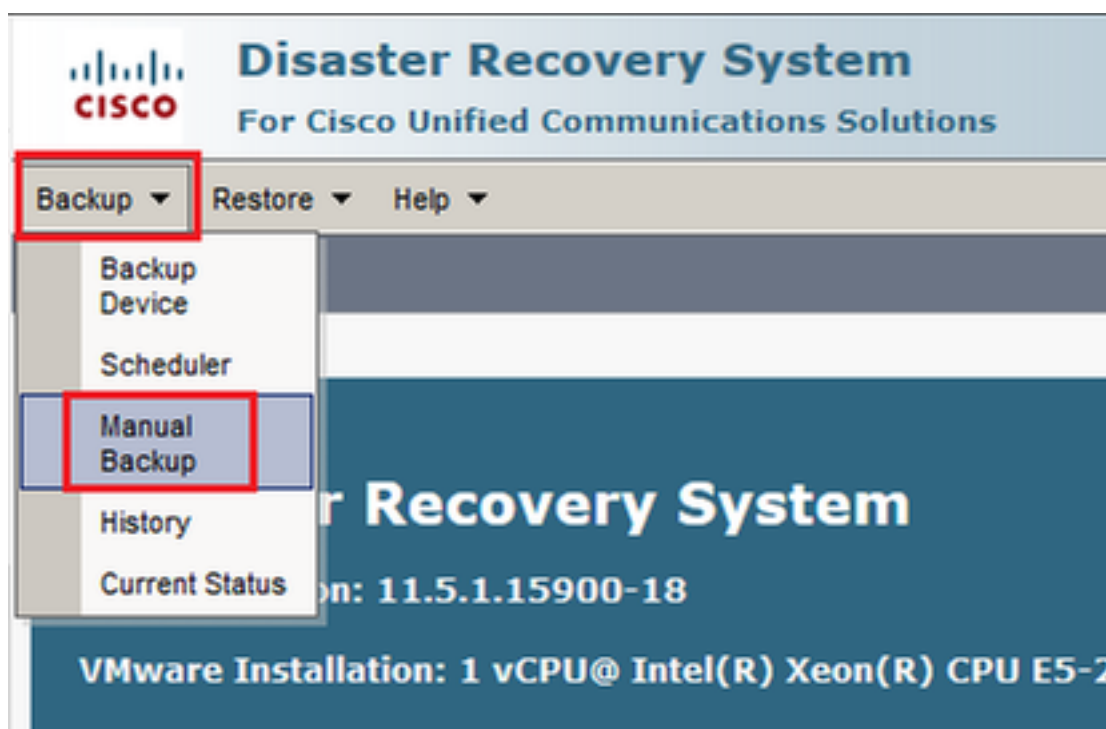 CISCO
Disaster Recovery System
For Cisco Unified Communications Solutions
Backup
Restore
Help
Backup
Device
Scheduler
Manual
Backup
History
Current Status
r Recovery System
on: 11.5.1.15900-18
VMware Installation: 1 vCPU@ Intel(R) Xeon(R) CPU E5-2